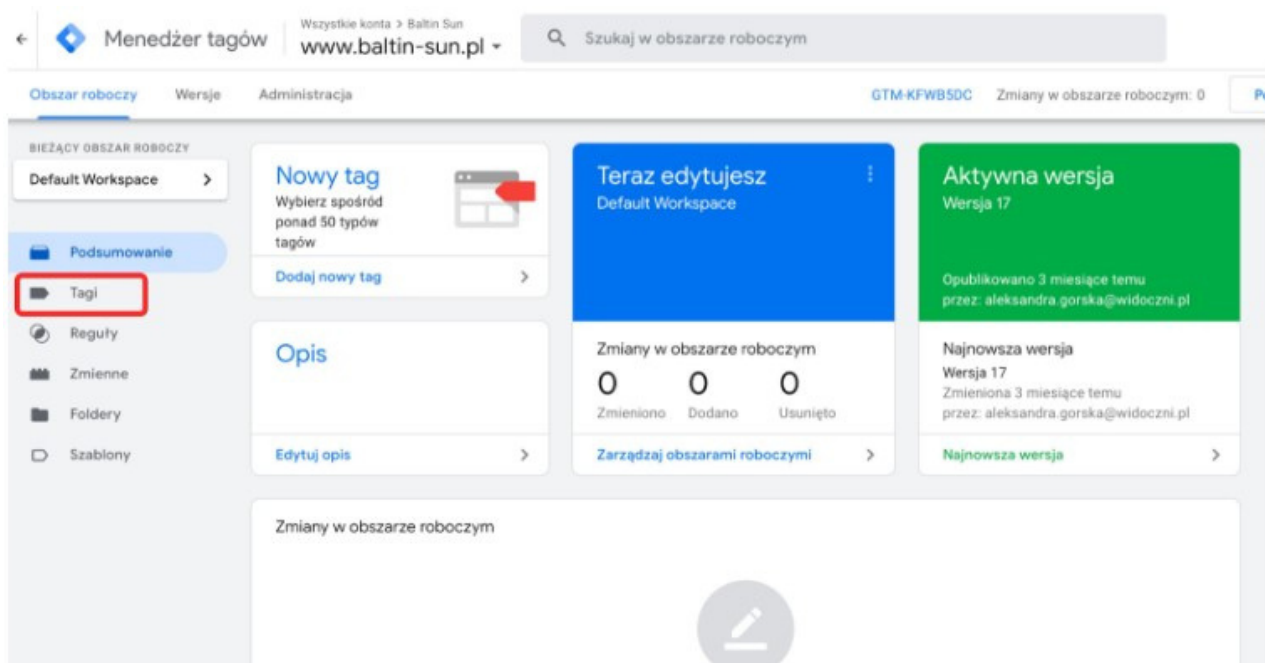 Menedżer tagów
Wszystkie konta > Baltin Sun
www.baltin-sun.pl
Szukaj w obszarze roboczym
Obszar roboczy
Wersje
Administracja
GTM-KFWB5DC
Zmiany w obszarze roboczym: 0
BIEŻĄCY OBSZAR ROBOCZY
Default Workspace
Podsumowanie
Tagi
Reguły
Zmienne
Foldery
Szablony
Nowy tag
Wybierz spośród
ponad 50 typów
tagów
Dodaj nowy tag
Opis
Edytuj opis
Teraz edytujesz
Default Workspace
Zmiany w obszarze roboczym
0 0 0
Zmieniono Dodano Usunięto
Zarządzaj obszarami roboczymi
Aktywna wersja
Wersja 17
Opublikowano 3 miesiące temu
przez: aleksandra.gorska@widoczni.pl
Najnowsza wersja
Wersja 17
Zmieniona 3 miesiące temu
przez: aleksandra.gorska@widoczni.pl
Najnowsza wersja
Zmiany w obszarze roboczym